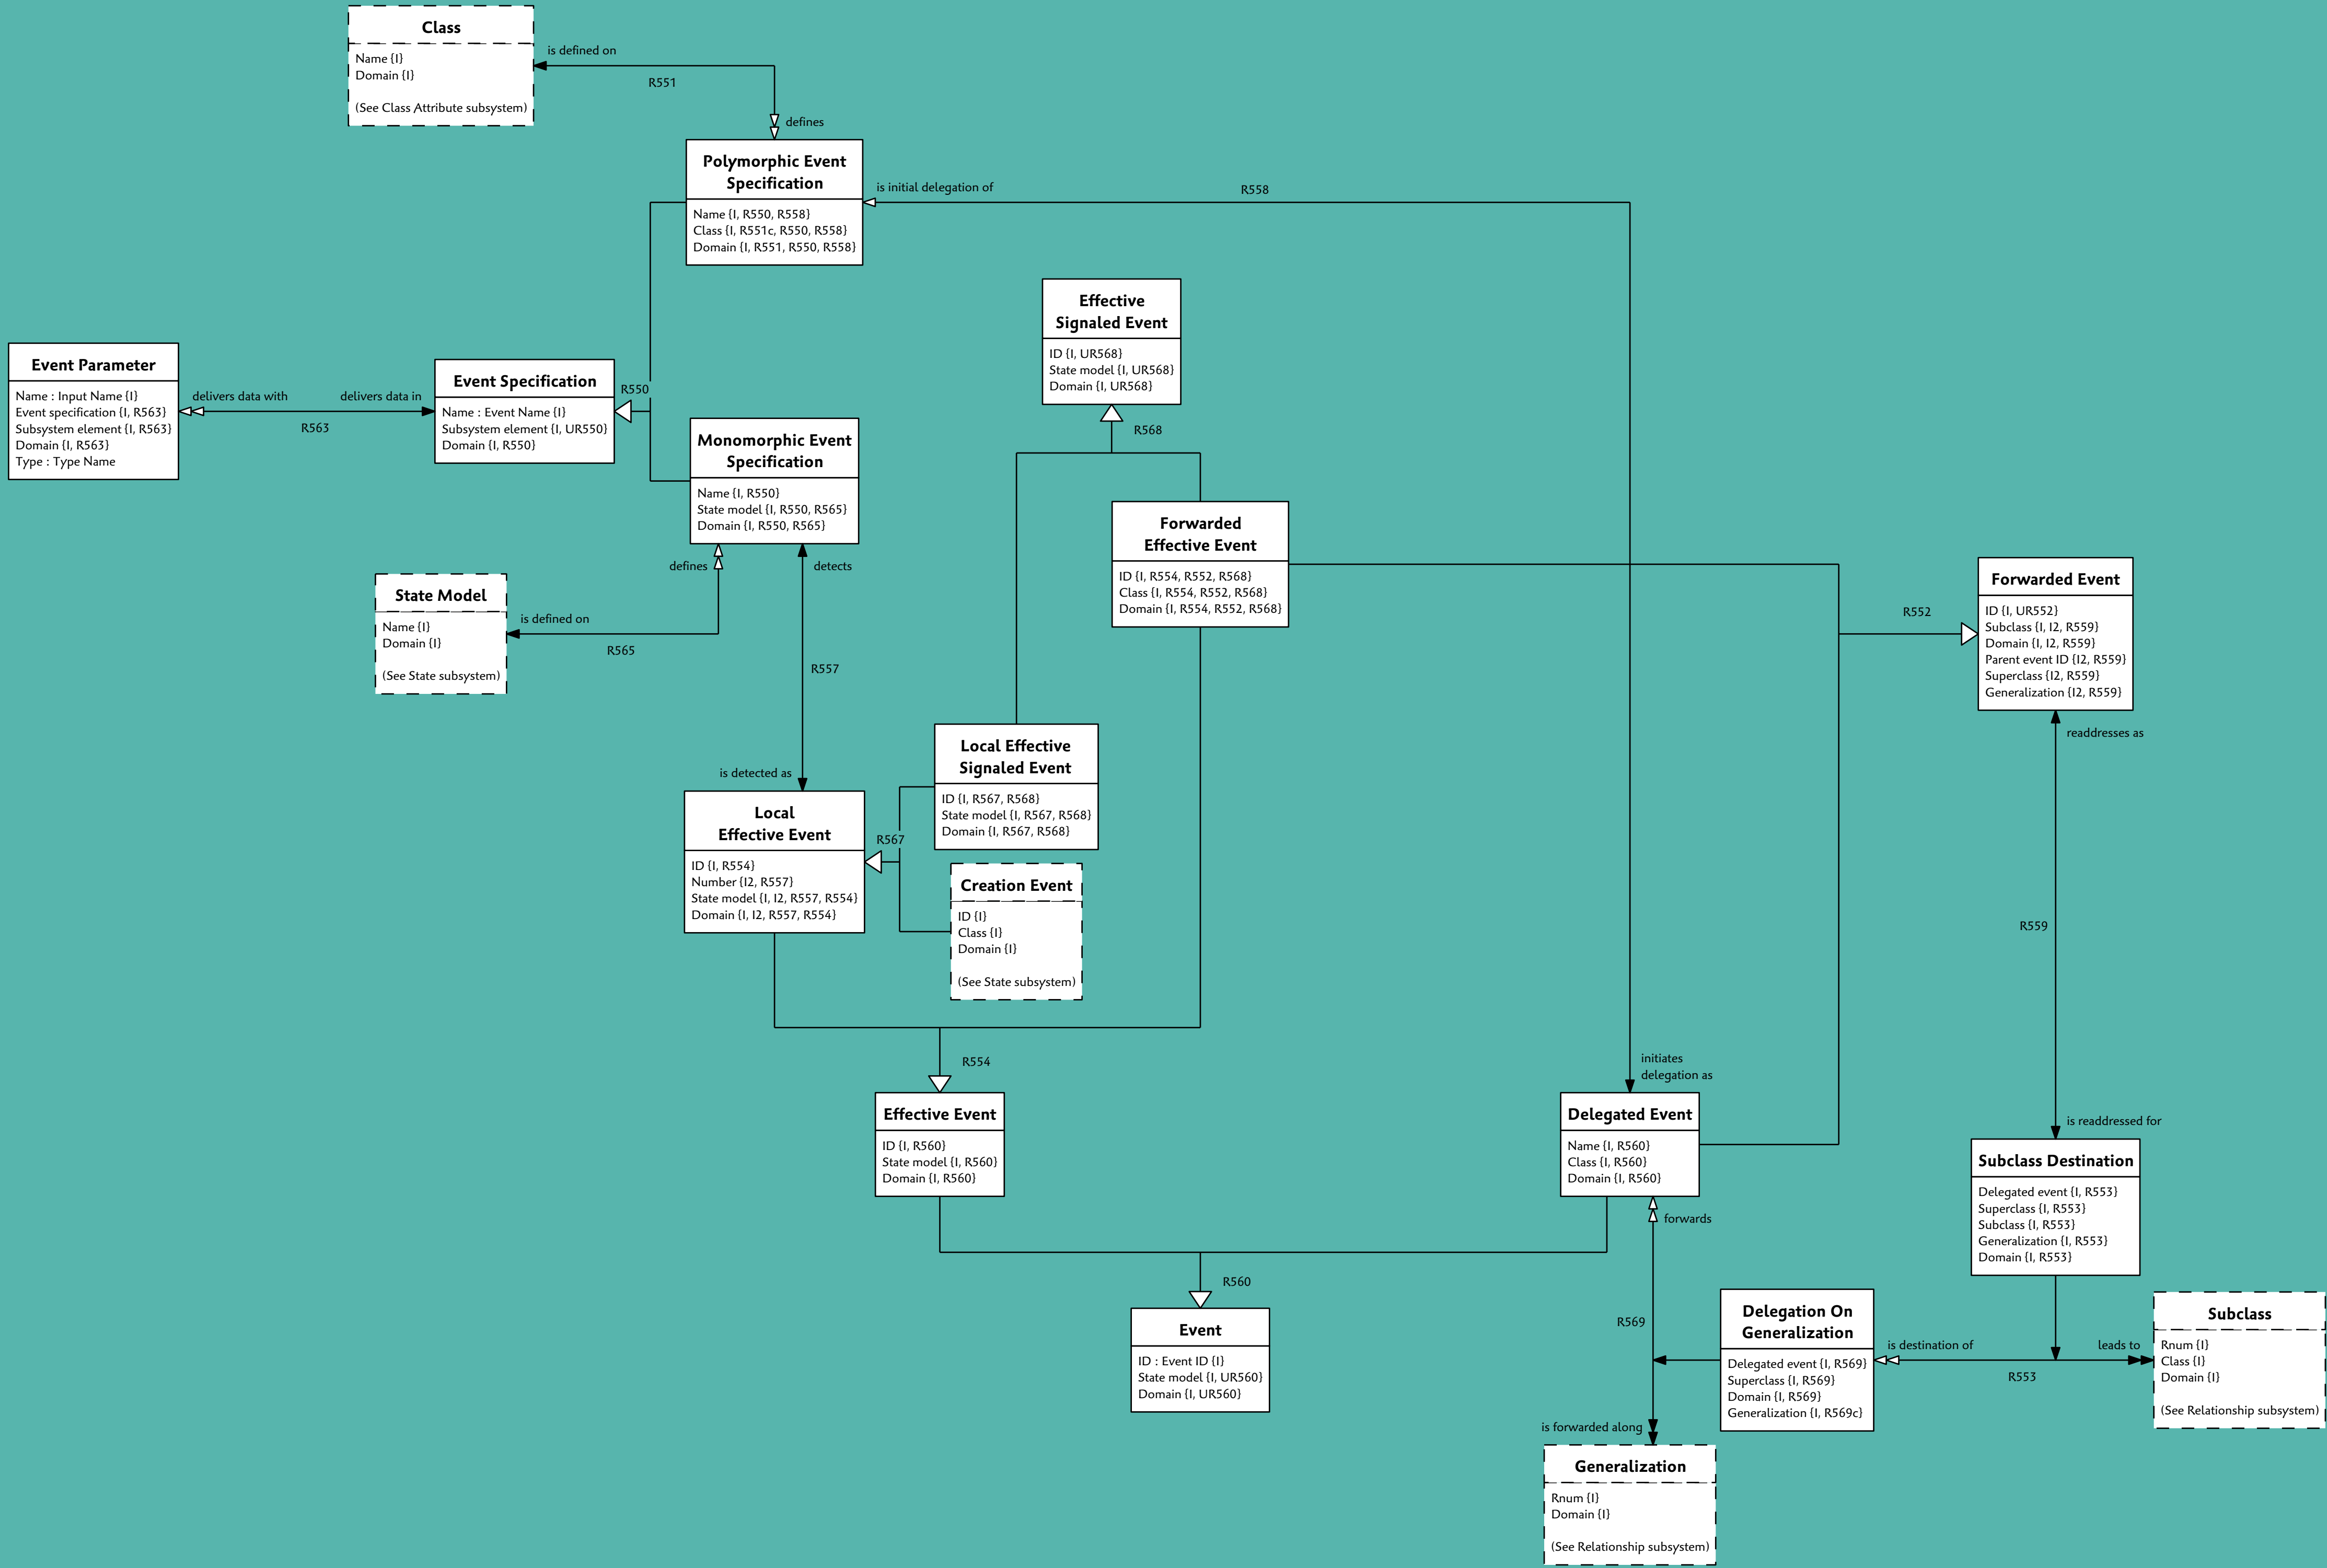 Class
Name {I}
Domain {I}
(See Class Attribute subsystem)
is defined on
R551
defines
Polymorphic Event
Specification
Name {I, R550, R558}
Class {I, R551c, R550, R558}
Domain {I, R551, R550, R558}
is initial delegation of
R558
Effective
Signaled Event
ID {I, UR568}
State model {I, UR568}
Domain {I, UR568}
R568
Event Parameter
Name : Input Name {I}
Event specification {I, R563}
Subsystem element {I, R563}
Domain {I, R563}
Type : Type Name
delivers data with
delivers data in
R563
Event Specification
Name : Event Name {I}
Subsystem element {I, UR550}
Domain {I, R550}
R550
Monomorphic Event
Specification
Name {I, R550}
State model {I, R550, R565}
Domain {I, R550, R565}
defines
detects
State Model
Name {I}
Domain {I}
(See State subsystem)
is defined on
R565
R557
is detected as
Forwarded
Effective Event
ID {I, R554, R552, R568}
Class {I, R554, R552, R568}
Domain {I, R554, R552, R568}
R552
Forwarded Event
ID {I, UR552}
Subclass {I, I2, R559}
Domain {I, I2, R559}
Parent event ID {I2, R559}
Superclass {I2, R559}
Generalization {I2, R559}
readdresses as
R559
is readdressed for
Local Effective
Signaled Event
ID {I, R567, R568}
State model {I, R567, R568}
Domain {I, R567, R568}
Local
Effective Event
ID {I, R554}
Number {I2, R557}
State model {I, I2, R557, R554}
Domain {I, I2, R557, R554}
R567
Creation Event
ID {I}
Class {I}
Domain {I}
(See State subsystem)
R554
Effective Event
ID {I, R560}
State model {I, R560}
Domain {I, R560}
initiates
delegation as
Delegated Event
Name {I, R560}
Class {I, R560}
Domain {I, R560}
forwards
Subclass Destination
Delegated event {I, R553}
Superclass {I, R553}
Subclass {I, R553}
Generalization {I, R553}
Domain {I, R553}
R560
Event
ID : Event ID {I}
State model {I, UR560}
Domain {I, UR560}
R569
Delegation On
Generalization
Delegated event {I, R569}
Superclass {I, R569}
Domain {I, R569}
Generalization {I, R569c}
is destination of
leads to
R553
Subclass
Rnum {I}
Class {I}
Domain {I}
(See Relationship subsystem)
is forwarded along
Generalization
Rnum {I}
Domain {I}
(See Relationship subsystem)